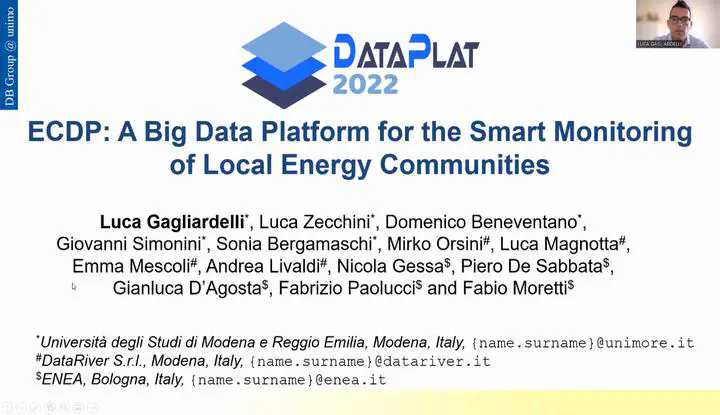 DB Group @ unimo
DATAPLAT
2022
LUCA GAGLIARDELLI
ECDP: A Big Data Platform for the Smart Monitoring
of Local Energy Communities
Luca Gagliardelli*, Luca Zecchini*, Domenico Beneventano*,
Giovanni Simonini*, Sonia Bergamaschi*, Mirko Orsini#, Luca Magnotta#,
Emma Mescoli#, Andrea Livaldi#, Nicola Gessa$, Piero De Sabbata$,
Gianluca D’Agosta$, Fabrizio Paolucci$ and Fabio Moretti$
*Università degli Studi di Modena e Reggio Emilia, Modena, Italy, {name.surname}@unimore.it
#DataRiver S.r.l., Modena, Italy, {name.surname}@datariver.it
$ENEA, Bologna, Italy, {name.surname}@enea.it